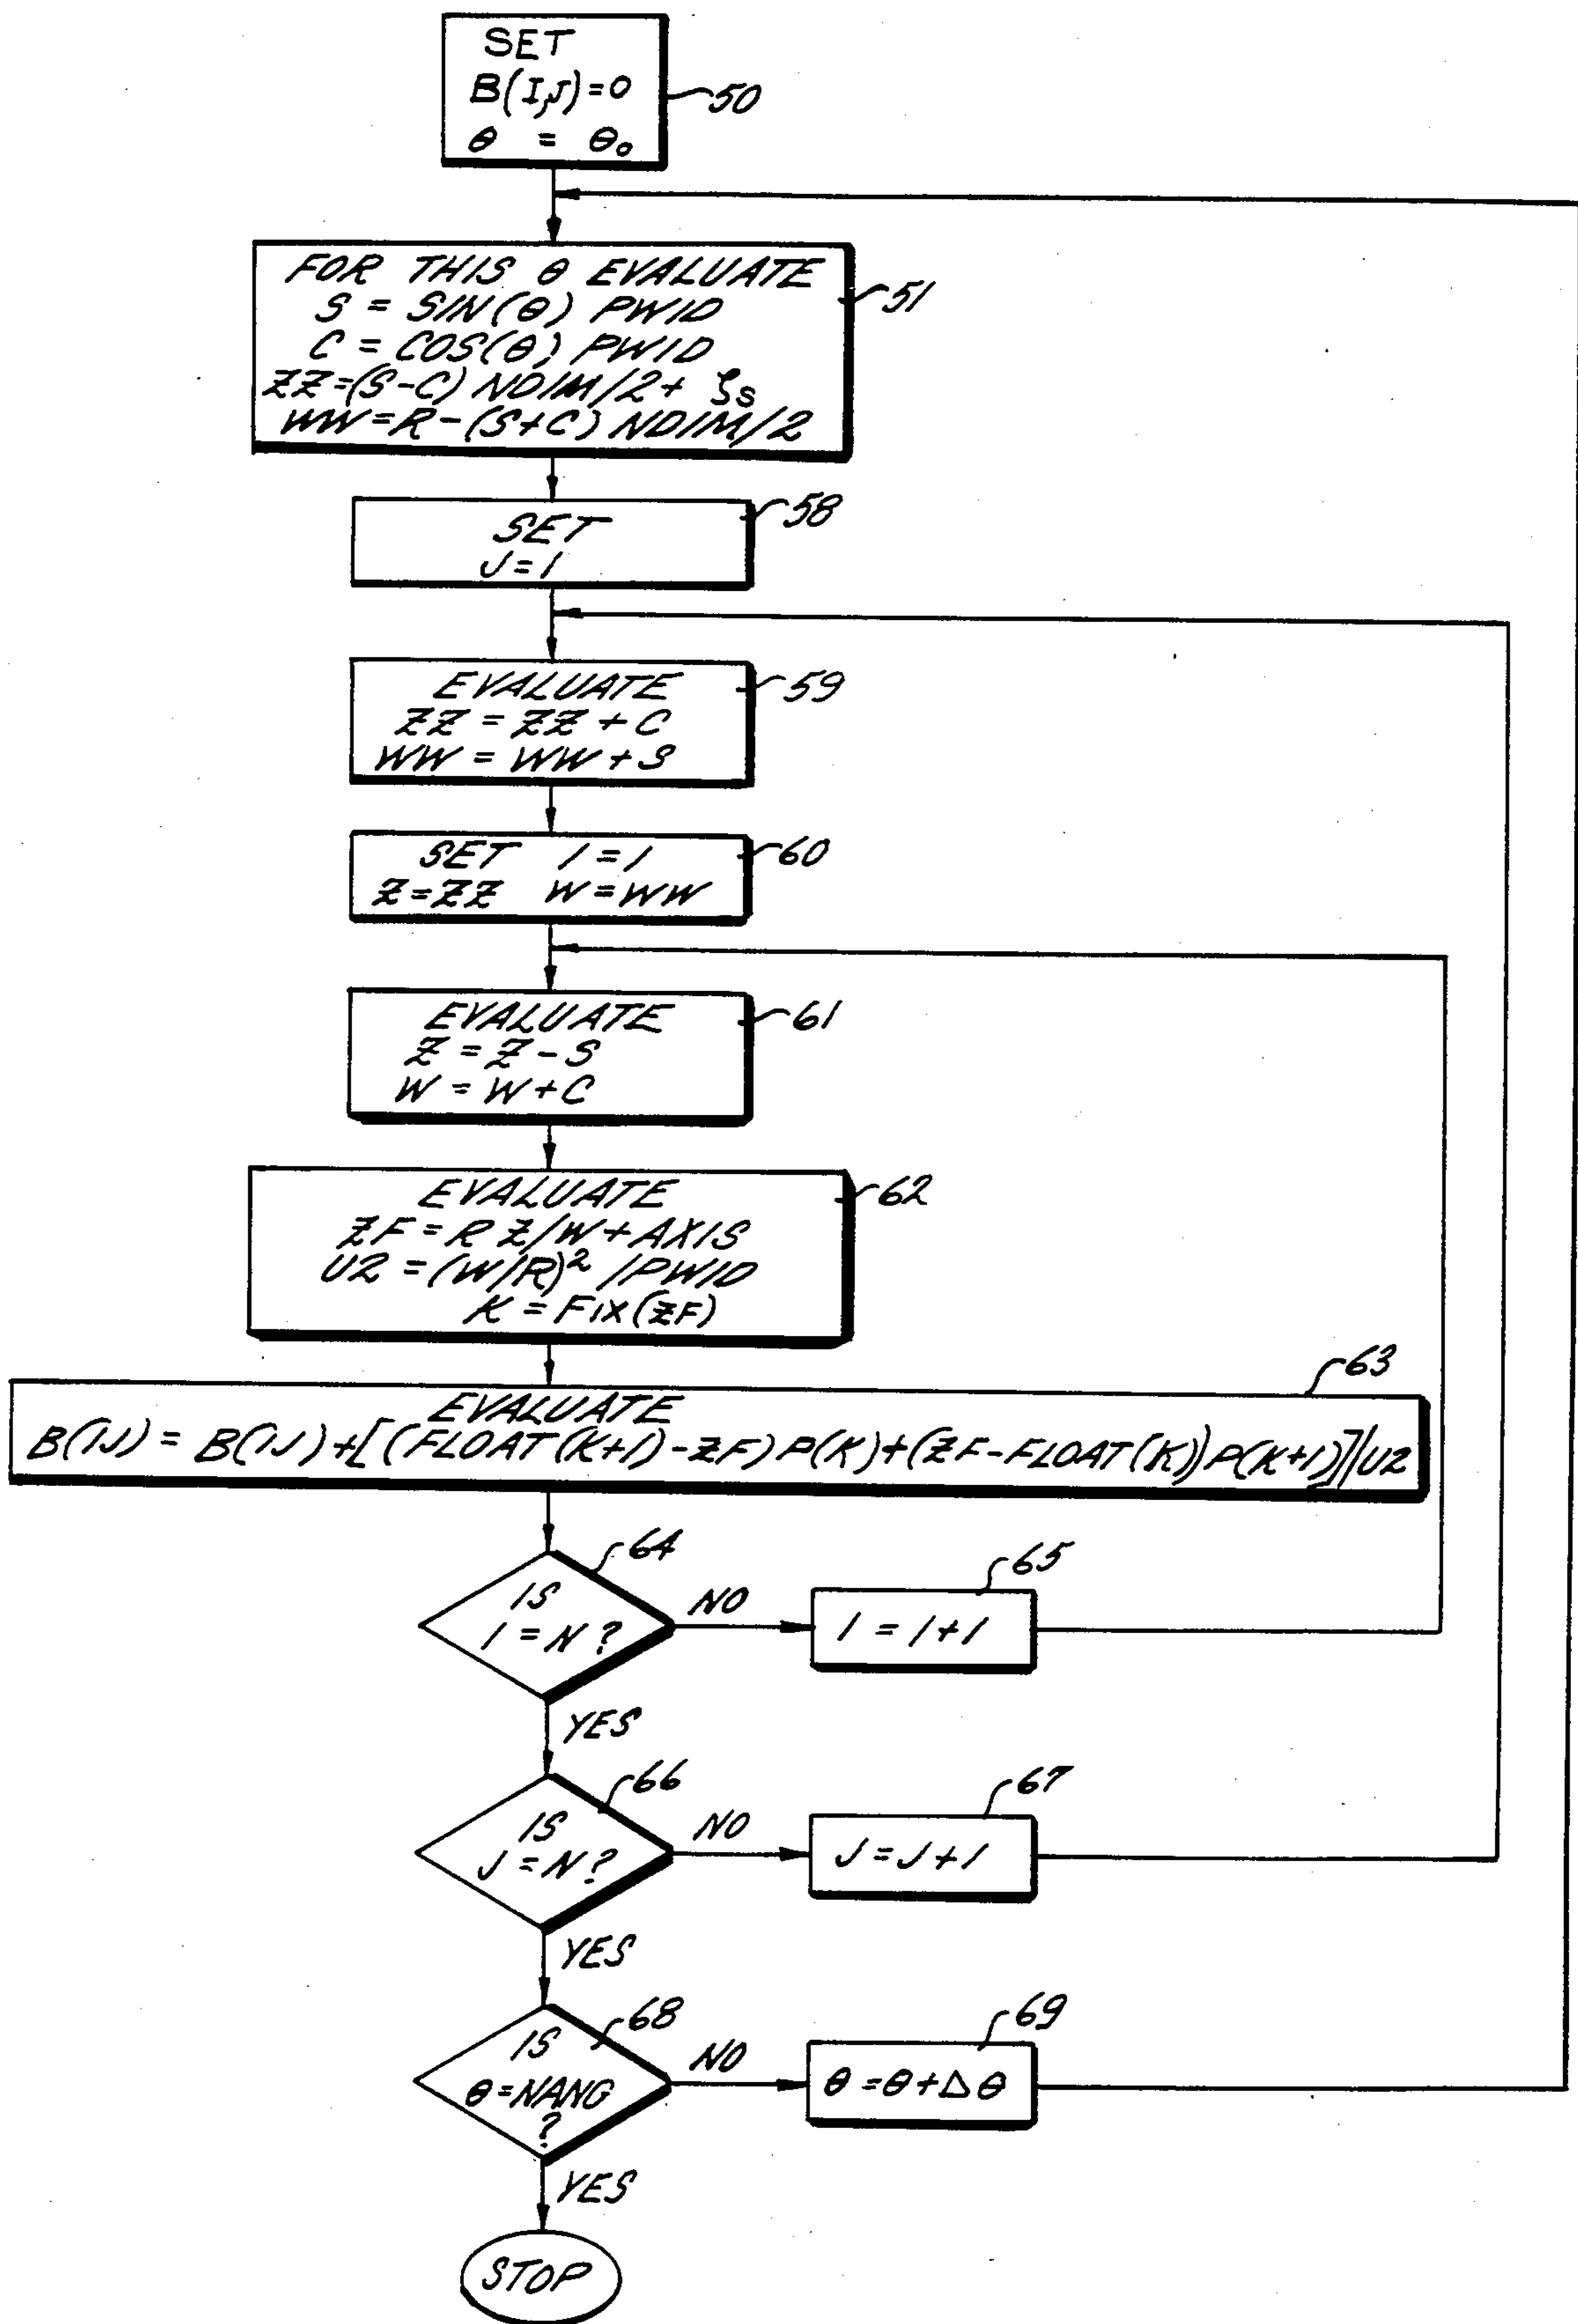 SET
B(I,J)=0
θ = θ₀
50
FOR THIS θ EVALUATE
S = SIN(θ) PWID
C = COS(θ) PWID
ZZ=(S-C) NDIM/2+ ζs
WW=R-(S+C) NDIM/2
51
SET
J=1
58
EVALUATE
ZZ = ZZ + C
WW = WW + S
59
SET I=1
Z=ZZ W=WW
60
EVALUATE
Z = Z - S
W = W + C
61
EVALUATE
ZF = R Z/W + AXIS
U2 = (W/R)² /PWID
K = FIX(ZF)
62
63
EVALUATE
B(IJ) = B(IJ) +[(FLOAT(K+1)-ZF) P(K)+(ZF-FLOAT(K)) P(K+1)]/U2
64
IS
I = N ?
NO
65
I = I+1
YES
66
IS
J = N ?
NO
67
J = J+1
YES
68
IS
θ=NANG
?
NO
69
θ =θ+Δθ
YES
STOP